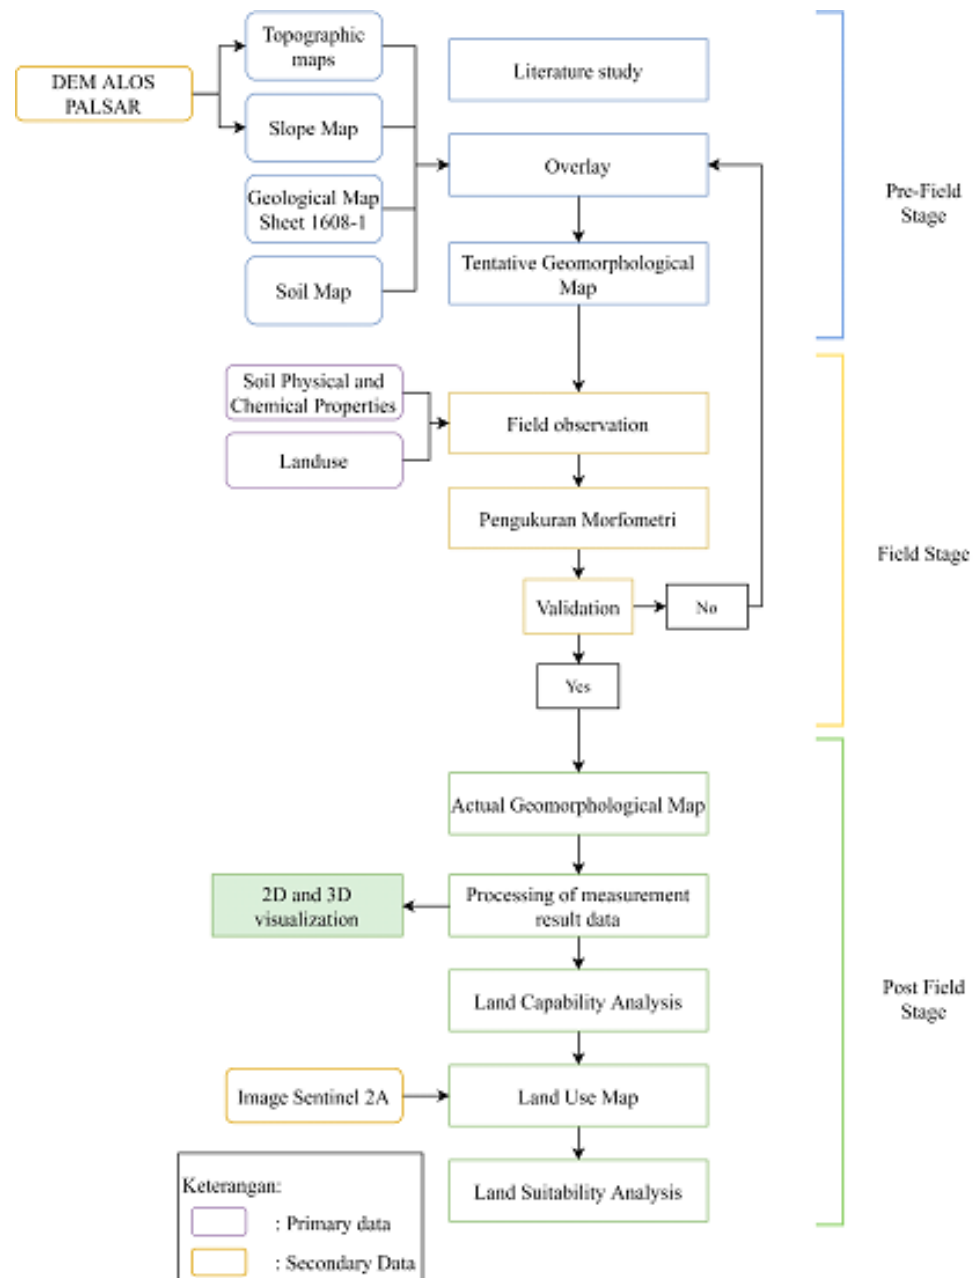 Topographic
maps
DEM ALOS
PALSAR
Slope Map
Geological Map
Sheet 1608-1
Soil Map
Literature study
Overlay
Tentative Geomorphological
Map
Pre-Field
Stage
Soil Physical and
Chemical Properties
Landuse
Field observation
Pengukuran Morfometri
Validation
No
Yes
Field Stage
Actual Geomorphological Map
2D and 3D
visualization
Processing of measurement
result data
Land Capability Analysis
Image Sentinel 2A
Land Use Map
Land Suitability Analysis
Post Field
Stage
Keterangan:
: Primary data
: Secondary Data